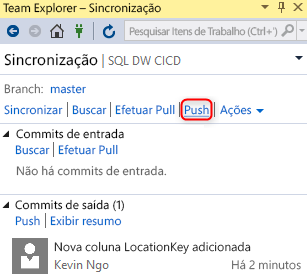 Team Explorer – Sincronização
Pesquisar Itens de Trabalho (Ctrl+')
Sincronização | SQL DW CICD
Branch: master
Sincronizar | Buscar | Efetuar Pull | Push | Ações
Commits de entrada
Buscar | Efetuar Pull
Não há commits de entrada.
Commits de saída (1)
Push | Exibir resumo
Nova coluna LocationKey adicionada
Kevin Ngo Há 2 minutos